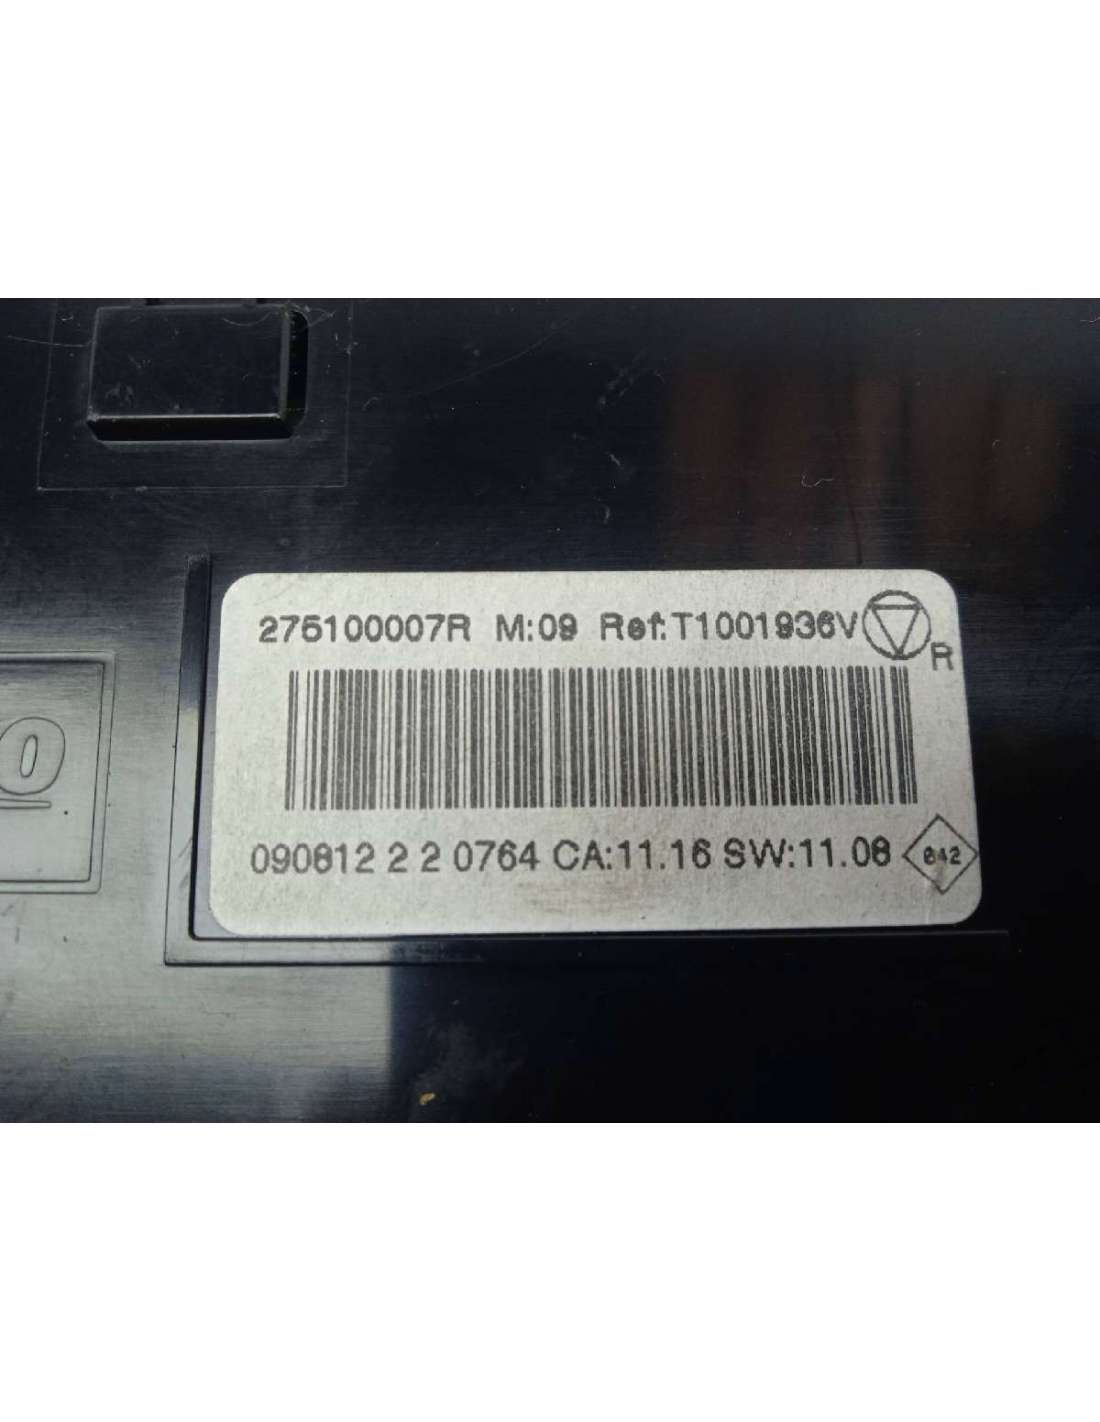 275100007R M:09 Ref:T1001936V
R
090812 2 2 0764 CA:11.16 SW:11.08
842